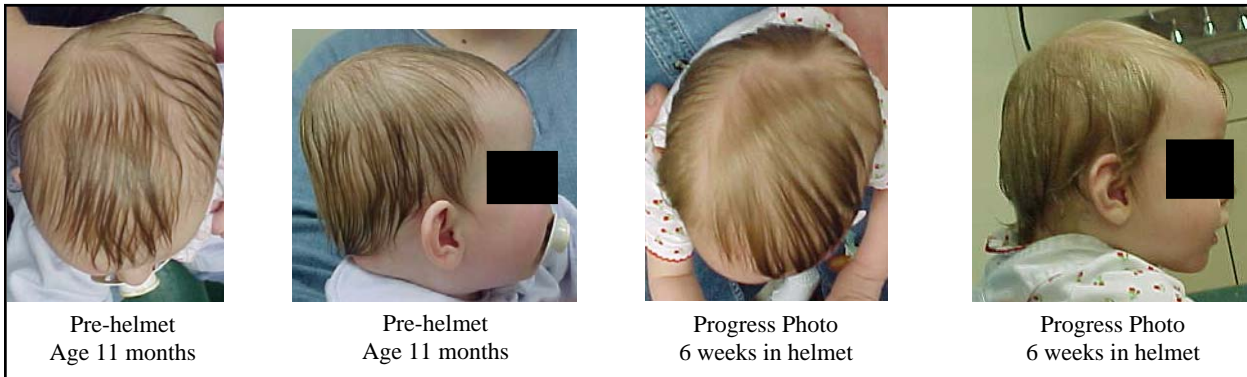 Pre-helmet
Age 11 months
Pre-helmet
Age 11 months
Progress Photo
6 weeks in helmet
Progress Photo
6 weeks in helmet